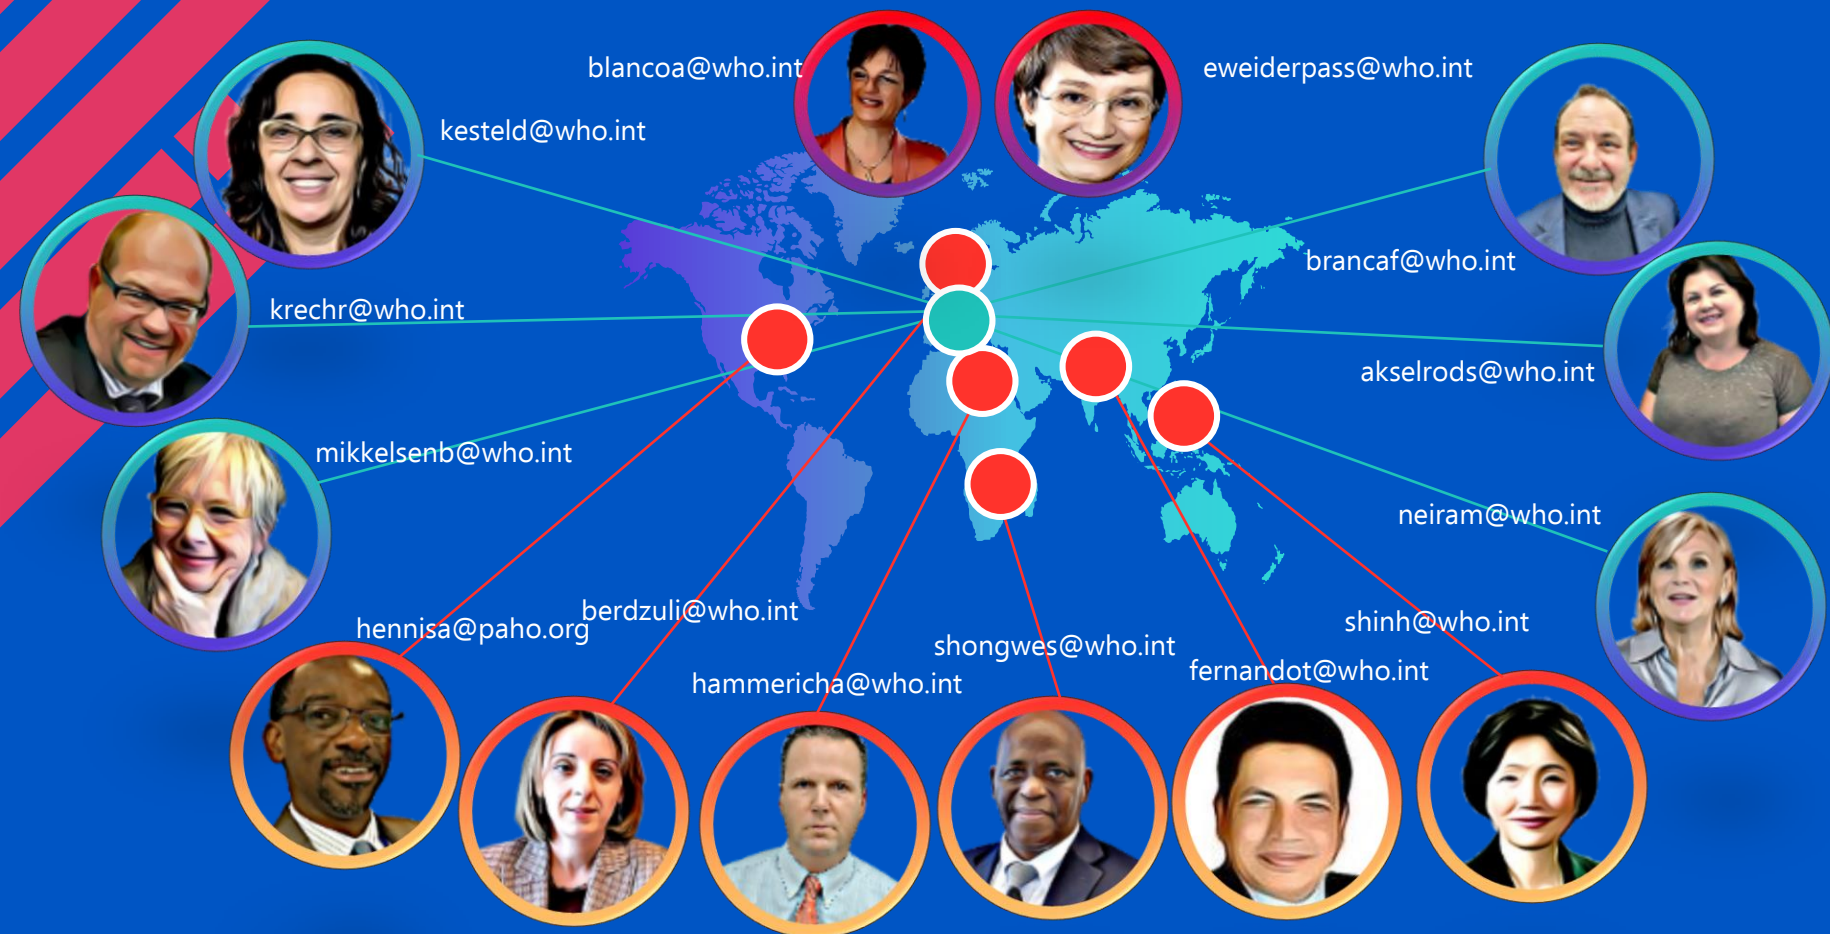 blancoa@who.int
eweiderpass@who.int
kesteld@who.int
brancaf@who.int
krechr@who.int
akselrods@who.int
mikkelsenb@who.int
neiram@who.int
berdzuli@who.int
hennisa@paho.org
shinh@who.int
shongwes@who.int
fernandot@who.int
hammericha@who.int